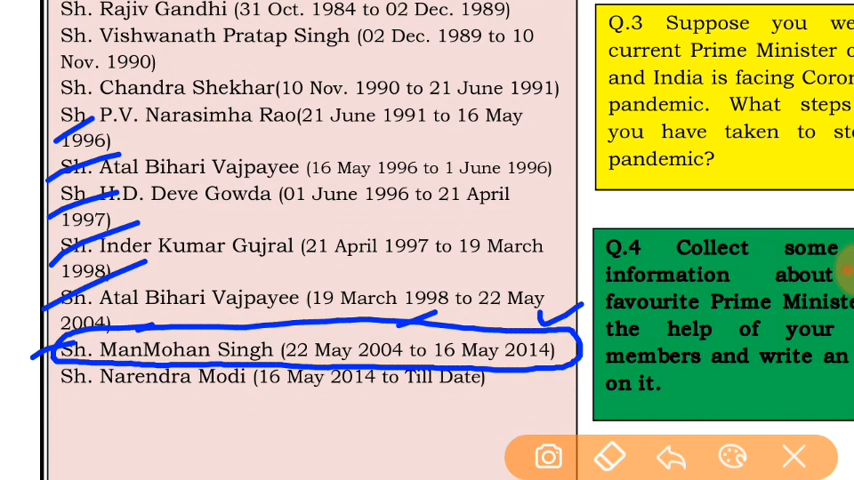 Sh. Rajiv Gandhi (31 Oct. 1984 to 02 Dec. 1989)
Sh. Vishwanath Pratap Singh (02 Dec. 1989 to 10
Nov. 1990)
Sh. Chandra Shekhar(10 Nov. 1990 to 21 June 1991)
Sh. P.V. Narasimha Rao(21 June 1991 to 16 May
1996)
Sh. Atal Bihari Vajpayee (16 May 1996 to 1 June 1996)
Sh. H.D. Deve Gowda (01 June 1996 to 21 April
1997)
Sh. Inder Kumar Gujral (21 April 1997 to 19 March
1998)
Sh. Atal Bihari Vajpayee (19 March 1998 to 22 May
2004)
Sh. ManMohan Singh (22 May 2004 to 16 May 2014)
Sh. Narendra Modi (16 May 2014 to Till Date)
Q.3 Suppose you we
current Prime Minister o
and India is facing Coron
pandemic. What steps
you have taken to sto
pandemic?
Q.4 Collect some
information about
favourite Prime Ministe
the help of your
members and write an
on it.